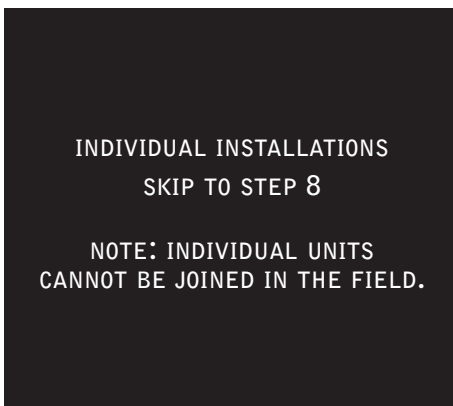 INDIVIDUAL INSTALLATIONS
SKIP TO STEP 8
NOTE: INDIVIDUAL UNITS
CANNOT BE JOINED IN THE FIELD.